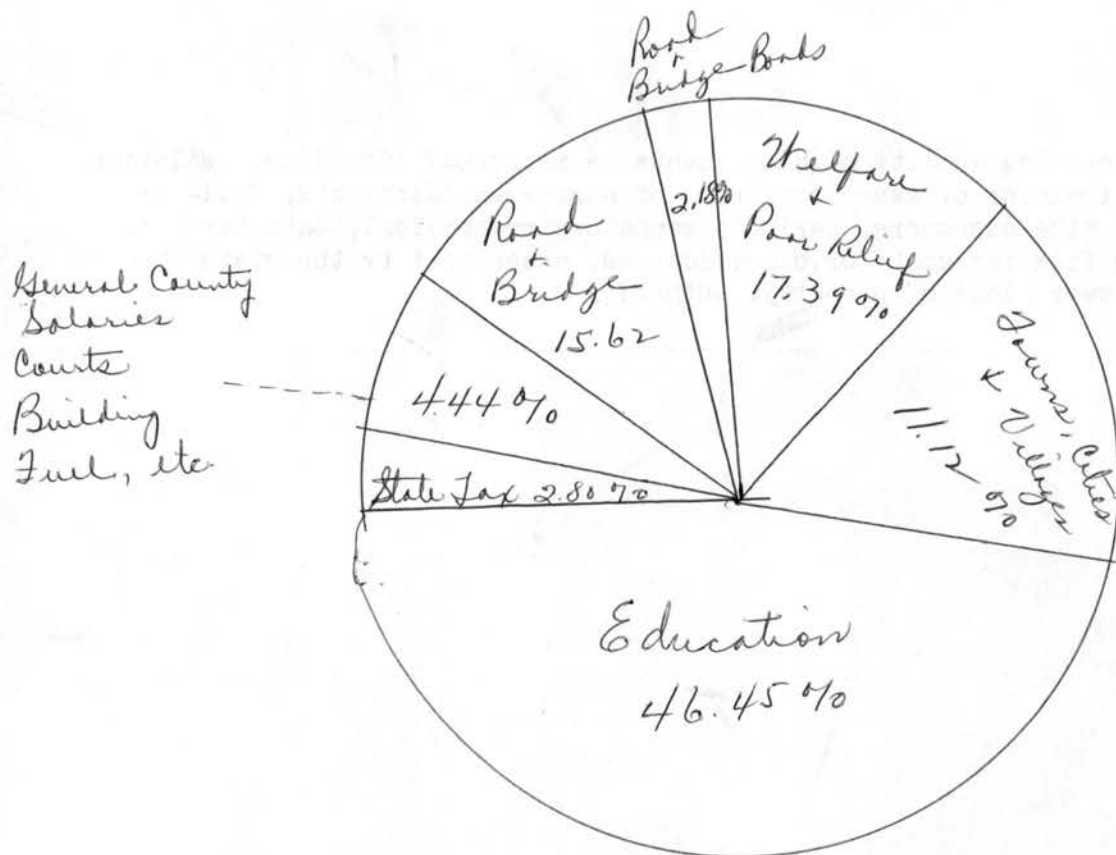 Road
+
Bridge Bonds
2.18%
Welfare
+
Poor Relief
17.39%
Road
Bridge
15.62
General County
Salaries
Courts
Building
Fuel, etc.
4.44%
Towns, Cities
+ Villages
11.12%
State Tax 2.80%
Education
46.45%